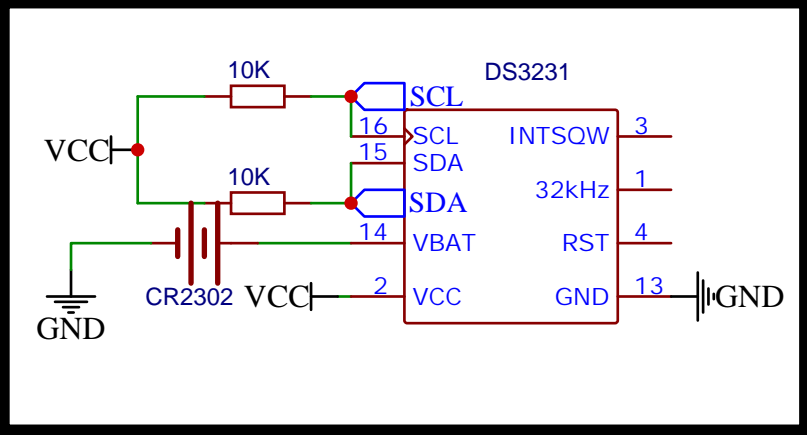 DS3231
10K
SCL
16
SCL
INTSQW
3
VCC
15
SDA
10K
32kHz
1
SDA
14
VBAT
RST
4
CR2302
VCC
2
VCC
GND
13
GND
GND